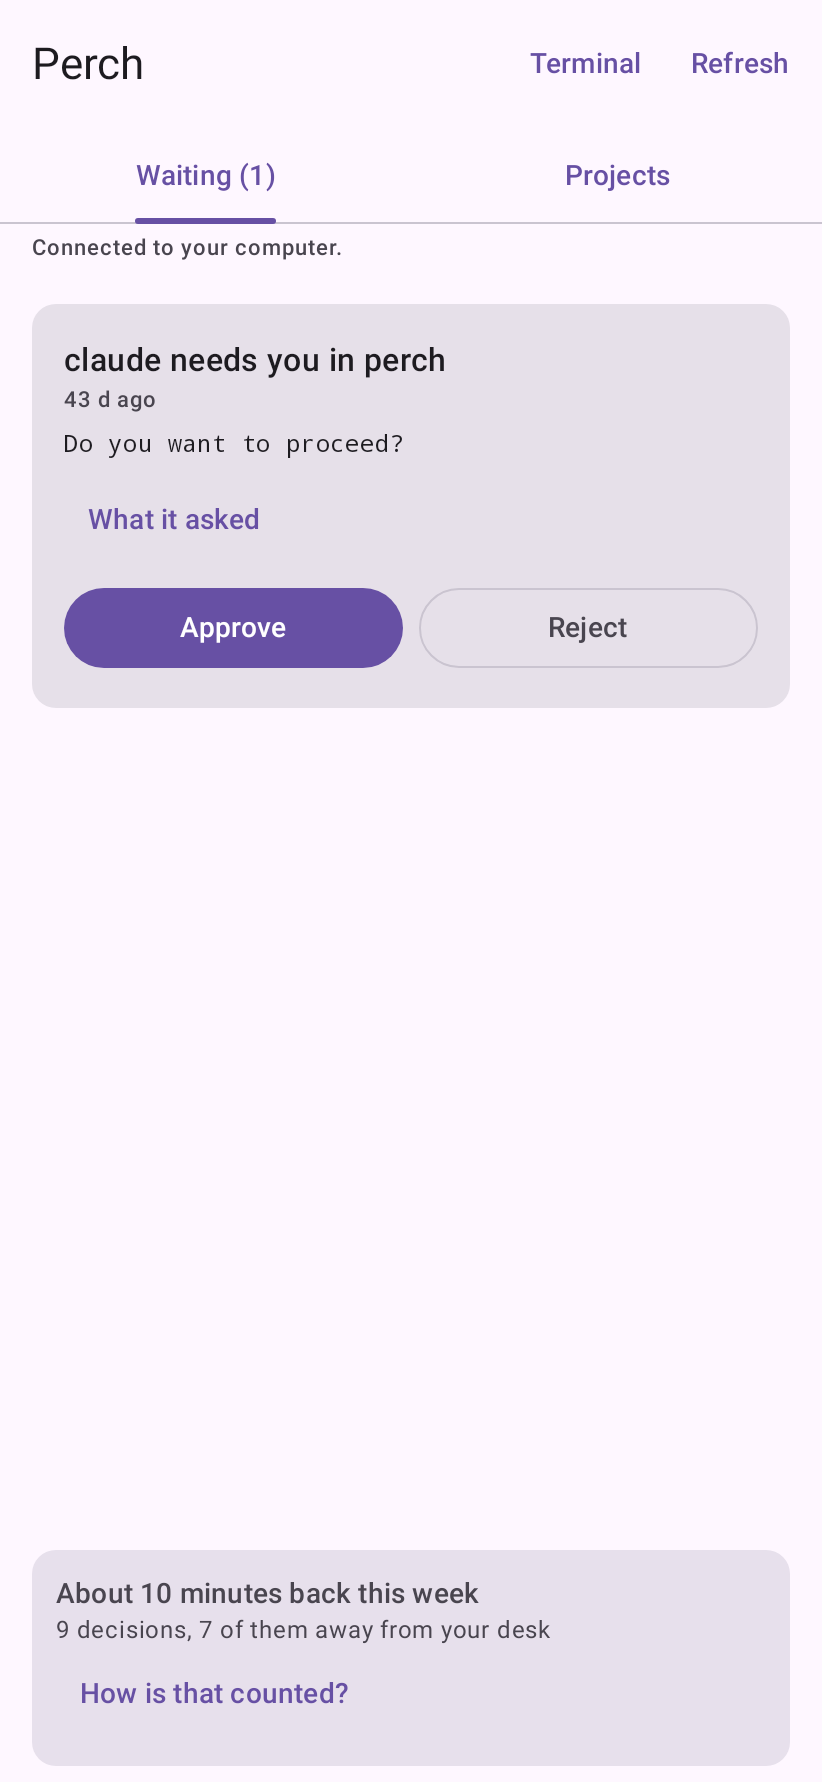 Perch
Terminal
Refresh
Waiting (1)
Projects
Connected to your computer.
claude needs you in perch
43 d ago
Do you want to proceed?
What it asked
Approve
Reject
About 10 minutes back this week
9 decisions, 7 of them away from your desk
How is that counted?